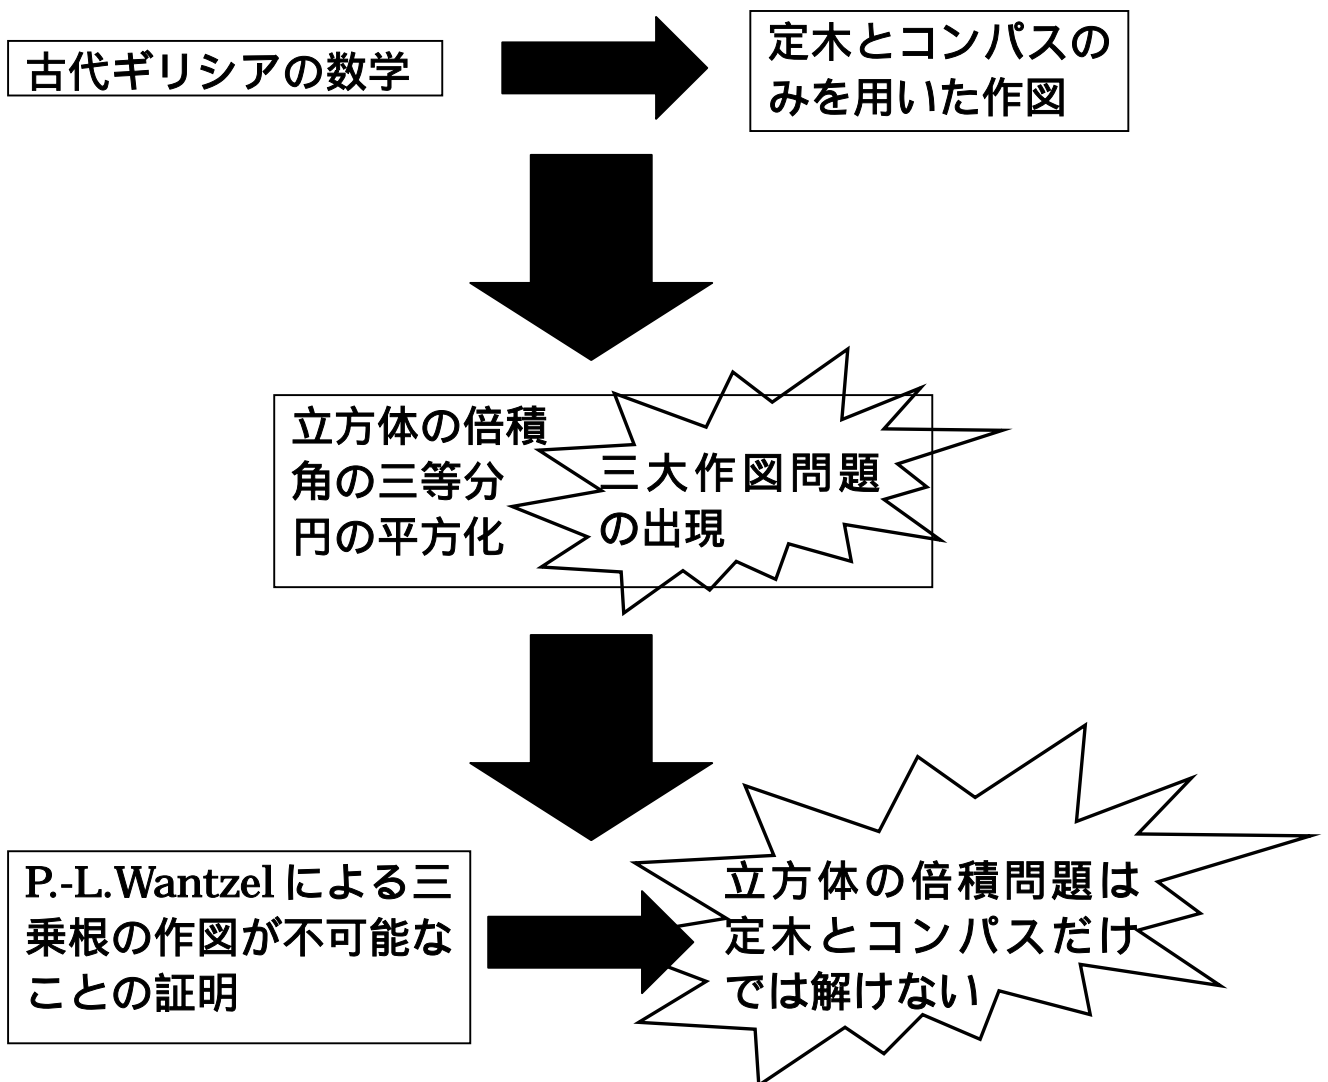 古代ギリシアの数学
定木とコンパスの
みを用いた作図
立方体の倍積
角の三等分
円の平方化
三大作図問題
の出現
P.-L.Wantzel による三
乗根の作図が不可能な
ことの証明
立方体の倍積問題は
定木とコンパスだけ
では解けない